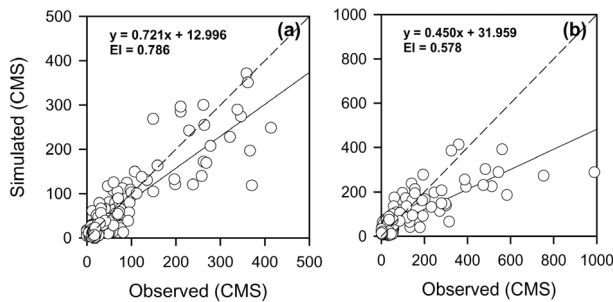 y = 0.721x + 12.996
EI = 0.786
(a)
500
400
300
200
100
0
0 100 200 300 400 500
Simulated (CMS)
Observed (CMS)
y = 0.450x + 31.959
EI = 0.578
(b)
1000
800
600
400
200
0
0 200 400 600 800 1000
Observed (CMS)